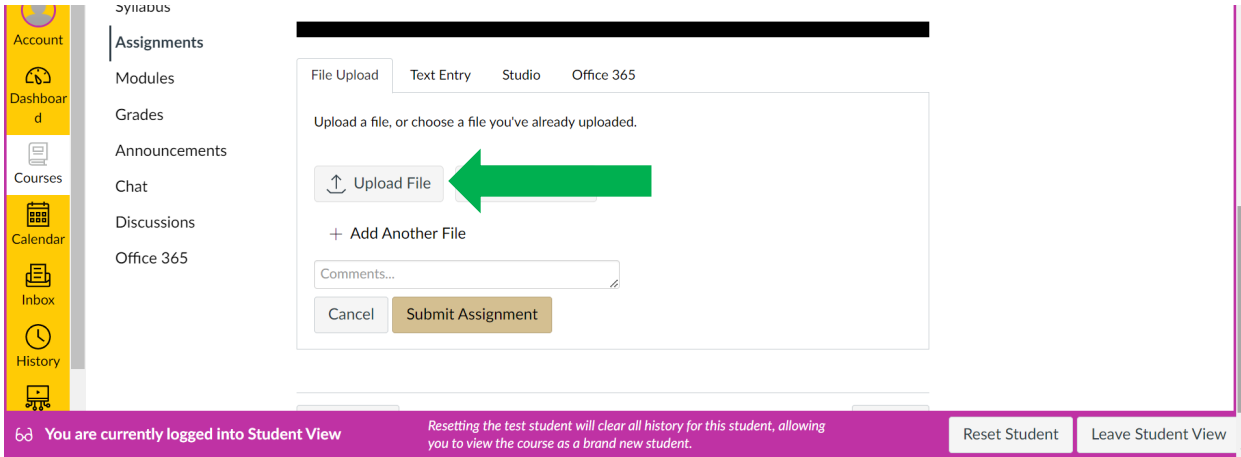 Account
Dashboar
d
Courses
Calendar
Inbox
History
Syllabus
Assignments
Modules
Grades
Announcements
Chat
Discussions
Office 365
File Upload Text Entry Studio Office 365
Upload a file, or choose a file you've already uploaded.
Upload File
+ Add Another File
Comments...
Cancel Submit Assignment
You are currently logged into Student View
Resetting the test student will clear all history for this student, allowing
you to view the course as a brand new student.
Reset Student Leave Student View